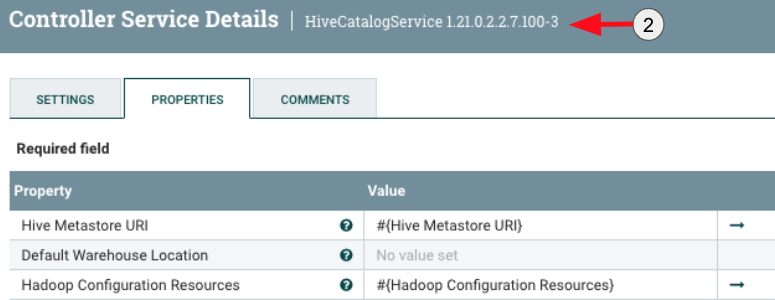 Controller Service Details | HiveCatalogService 1.21.0.2.2.7.100-3 2
SETTINGS PROPERTIES COMMENTS
Required field
Property Value
Hive Metastore URI ? #{Hive Metastore URI}
Default Warehouse Location ? No value set
Hadoop Configuration Resources ? #{Hadoop Configuration Resources}